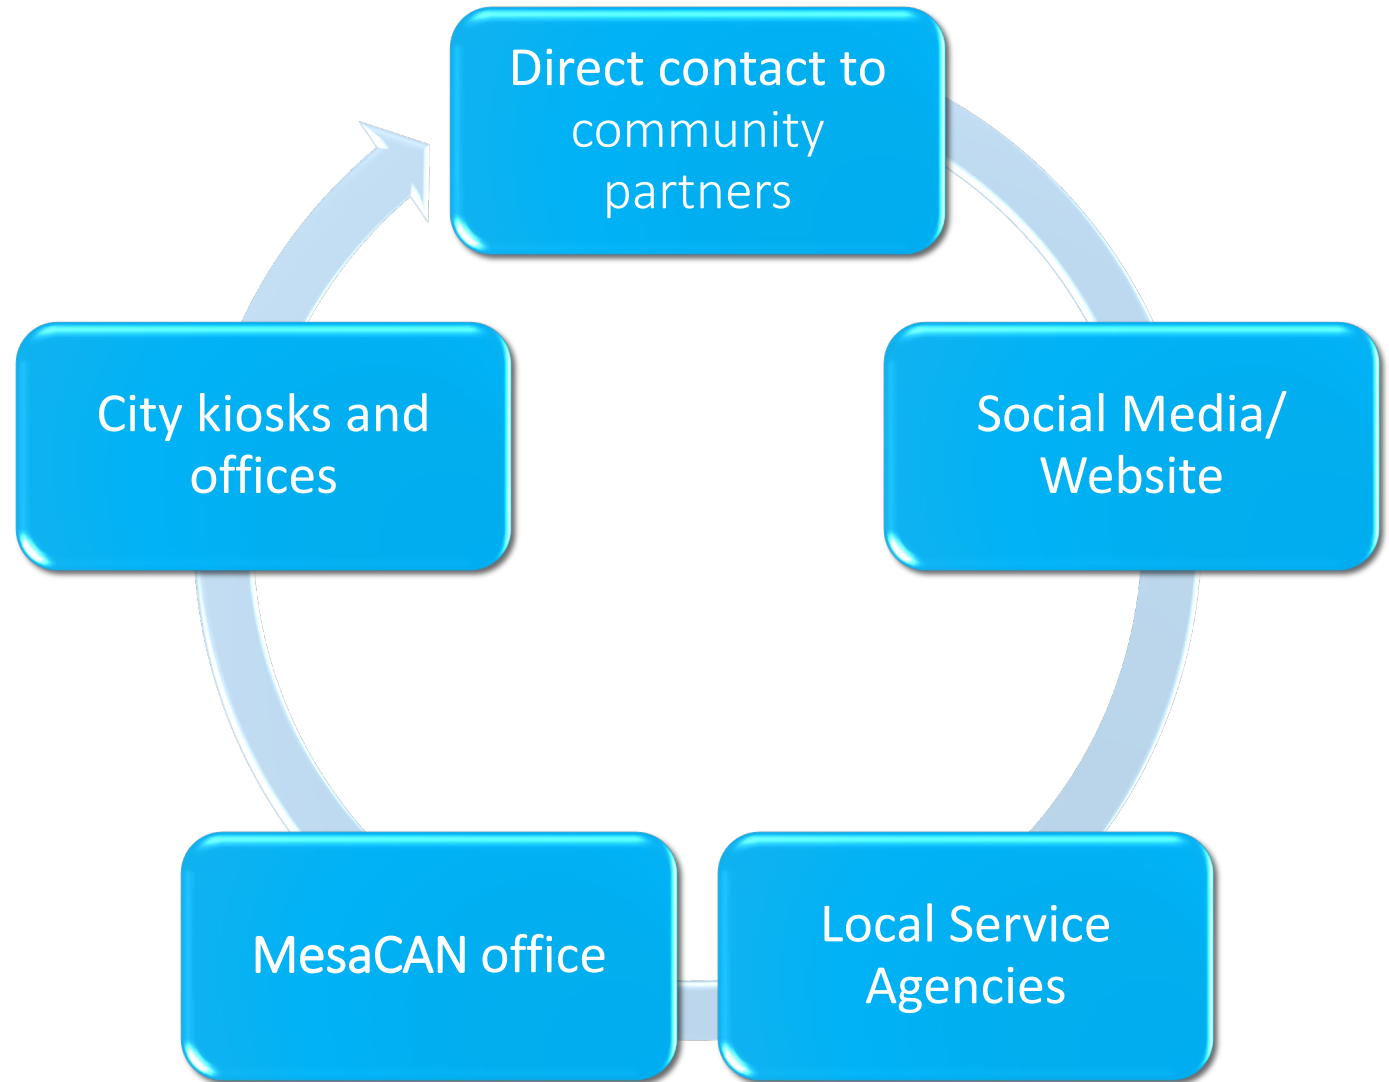 Direct contact to
community
partners
Social Media/
Website
Local Service
Agencies
MesaCAN office
City kiosks and
offices